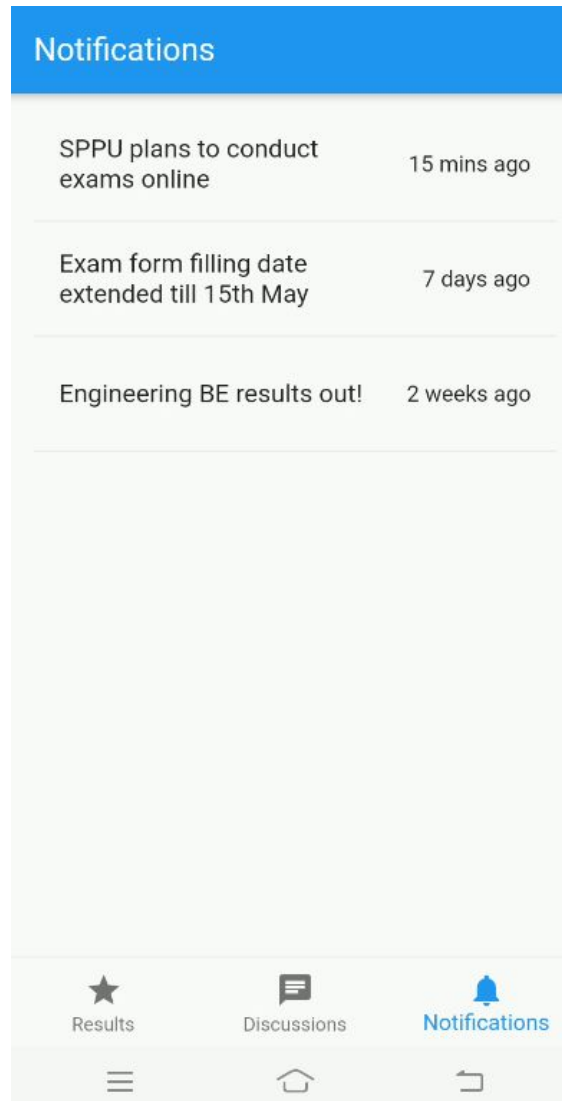 Notifications
SPPU plans to conduct
exams online
15 mins ago
Exam form filling date
extended till 15th May
7 days ago
Engineering BE results out!
2 weeks ago
Results
Discussions
Notifications